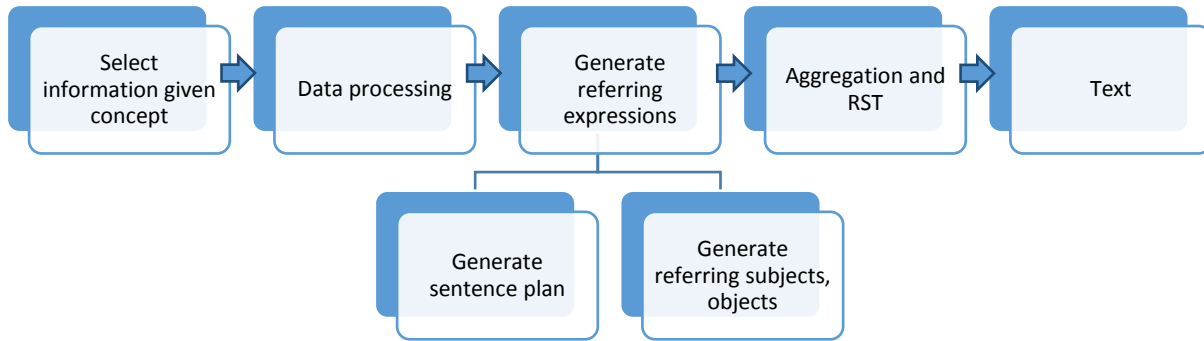 Select
information given
concept
Data processing
Generate
referring
expressions
Aggregation and
RST
Text
Generate
sentence plan
Generate
referring subjects,
objects